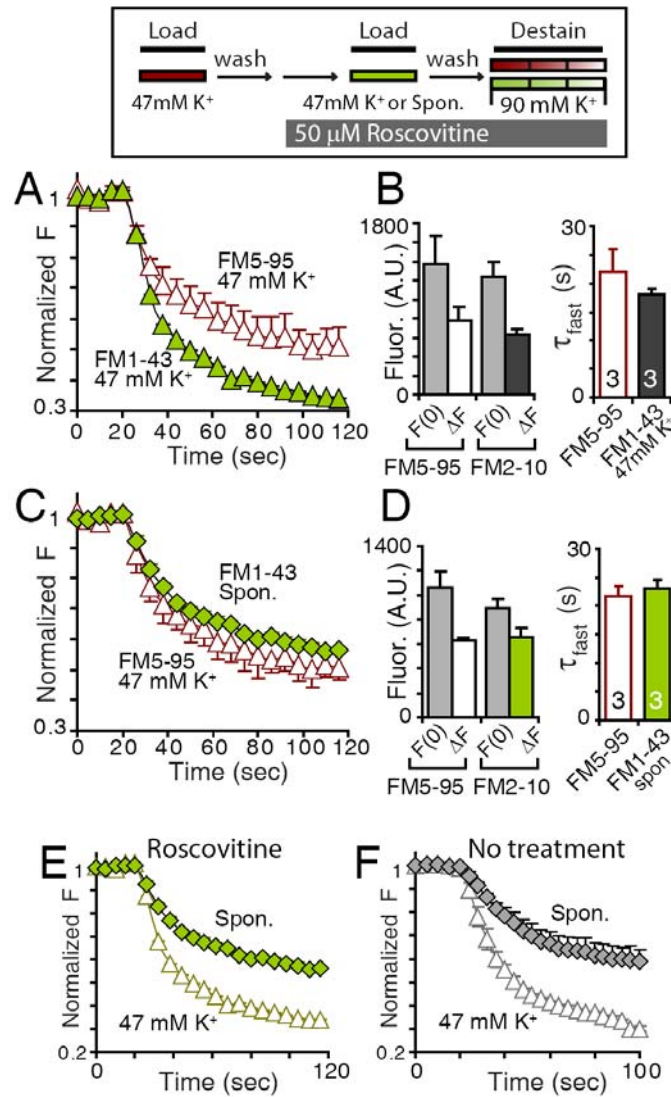 Load Load Destain
wash wash
47mM K+ 47mM K+ or Spon. 90 mM K+
50 μM Roscovitine
A
1
Normalized F
0.3
FM5-95
47 mM K+
FM1-43
47 mM K+
0 20 40 60 80 100 120
Time (sec)
B
1800
Fluor. (A.U.)
0
F(0) ΔF F(0) ΔF
FM5-95 FM2-10
30
τfast (s)
0
3 3
FM5-95 FM1-43
47mM K+
C
1
Normalized F
0.3
FM1-43
Spon.
FM5-95
47 mM K+
0 20 40 60 80 100 120
Time (sec)
D
1400
Fluor. (A.U.)
0
F(0) ΔF F(0) ΔF
FM5-95 FM2-10
30
τfast (s)
0
3 3
FM5-95 FM1-43
spon
E Roscovitine
1
Normalized F
0.2
Spon.
47 mM K+
0 120
Time (sec)
F No treatment
1
Normalized F
0.2
Spon.
47 mM K+
0 100
Time (sec)